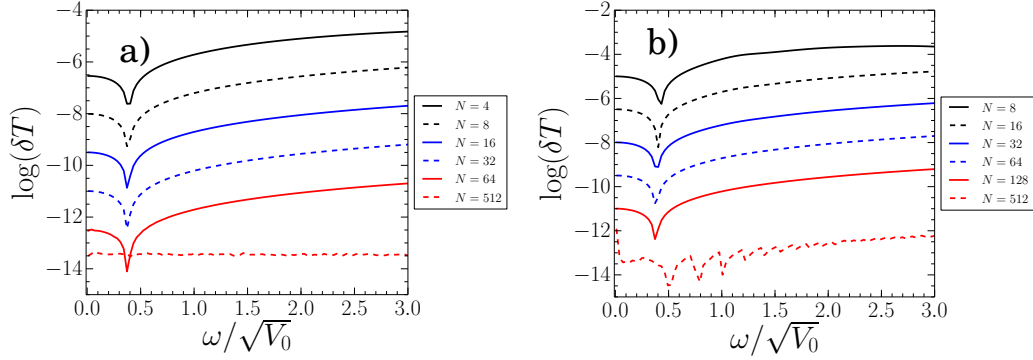 a)
log(δT)
−4
−6
−8
−10
−12
−14
0.0 0.5 1.0 1.5 2.0 2.5 3.0
ω/√V₀
N = 4
N = 8
N = 16
N = 32
N = 64
N = 512
b)
log(δT)
−2
−4
−6
−8
−10
−12
−14
0.0 0.5 1.0 1.5 2.0 2.5 3.0
ω/√V₀
N = 8
N = 16
N = 32
N = 64
N = 128
N = 512